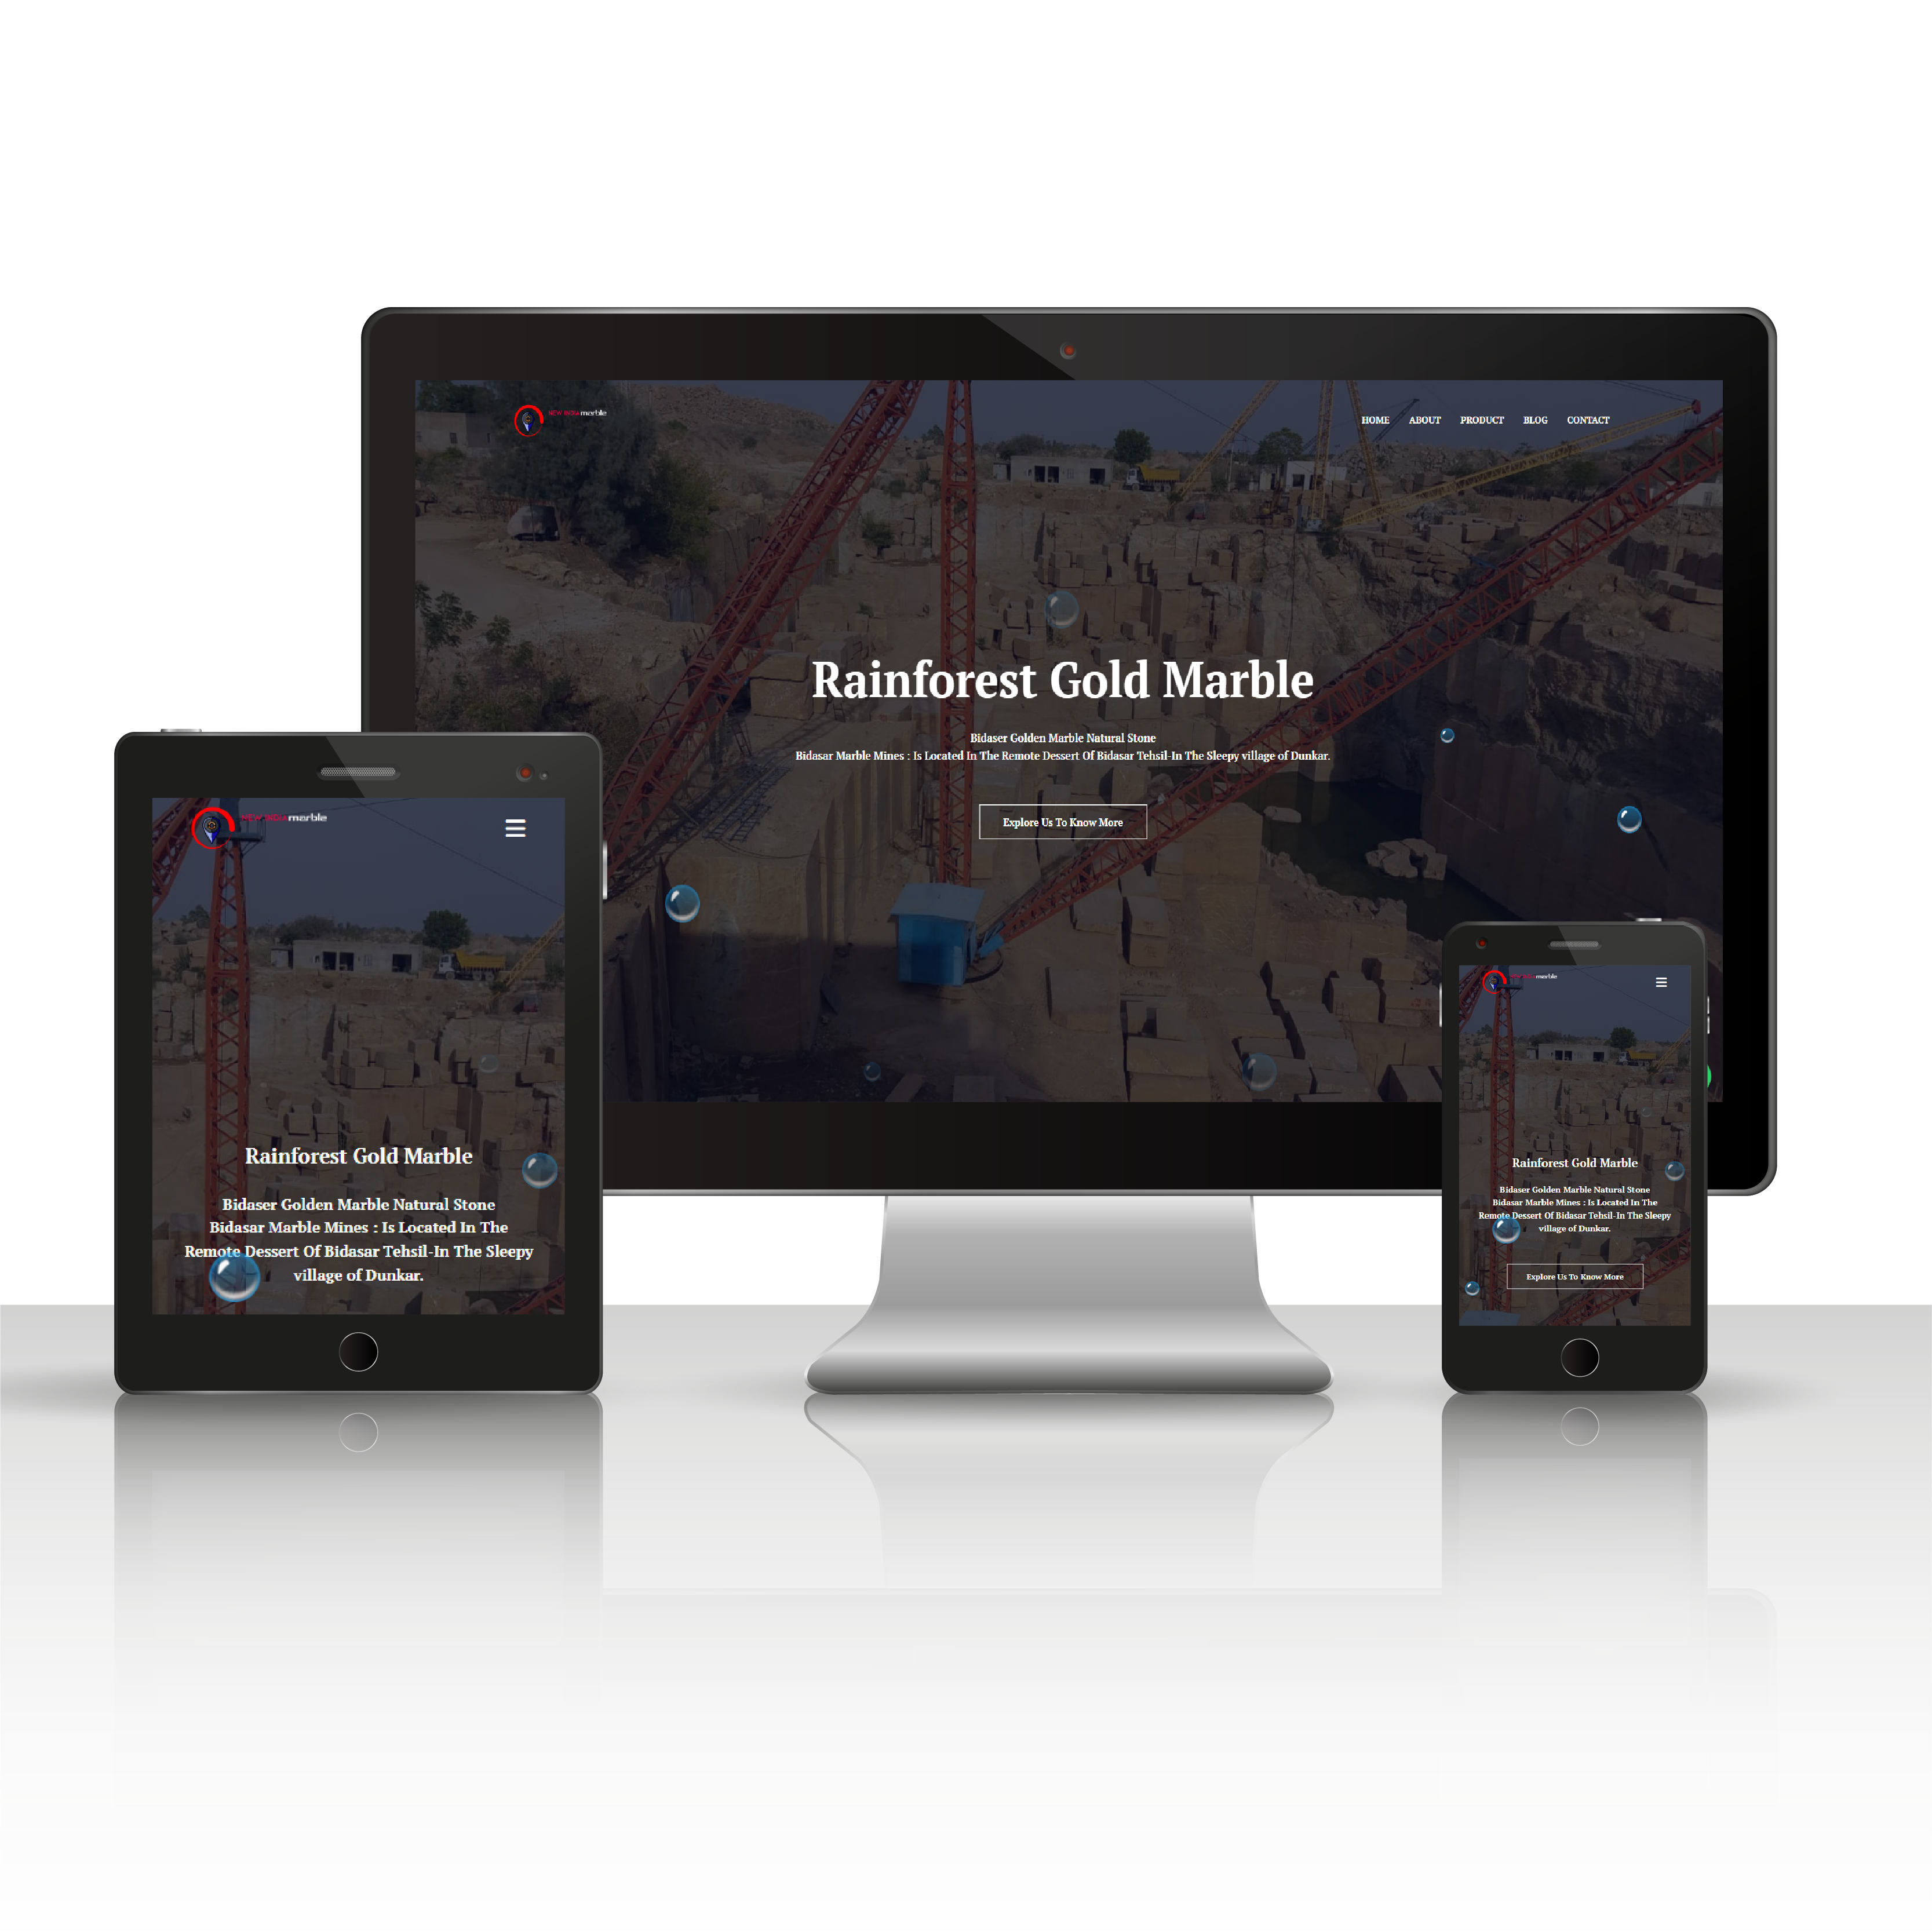 NEW INDIA marble
HOME ABOUT PRODUCT BLOG CONTACT
Rainforest Gold Marble
Bidaser Golden Marble Natural Stone
Bidasar Marble Mines : Is Located In The Remote Dessert Of Bidasar Tehsil-In The Sleepy village of Dunkar.
Explore Us To Know More
NEW INDIA marble
Rainforest Gold Marble
Bidaser Golden Marble Natural Stone
Bidasar Marble Mines : Is Located In The
Remote Dessert Of Bidasar Tehsil-In The Sleepy
village of Dunkar.
NEW INDIA marble
Rainforest Gold Marble
Bidaser Golden Marble Natural Stone
Bidasar Marble Mines : Is Located In The
Remote Dessert Of Bidasar Tehsil-In The Sleepy
village of Dunkar.
Explore Us To Know More